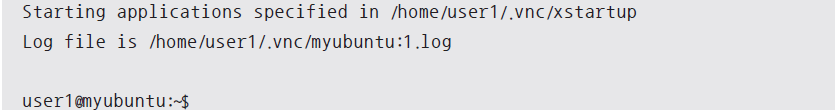 Starting applications specified in /home/user1/.vnc/xstartup
Log file is /home/user1/.vnc/myubuntu:1.log
user1@myubuntu:~$